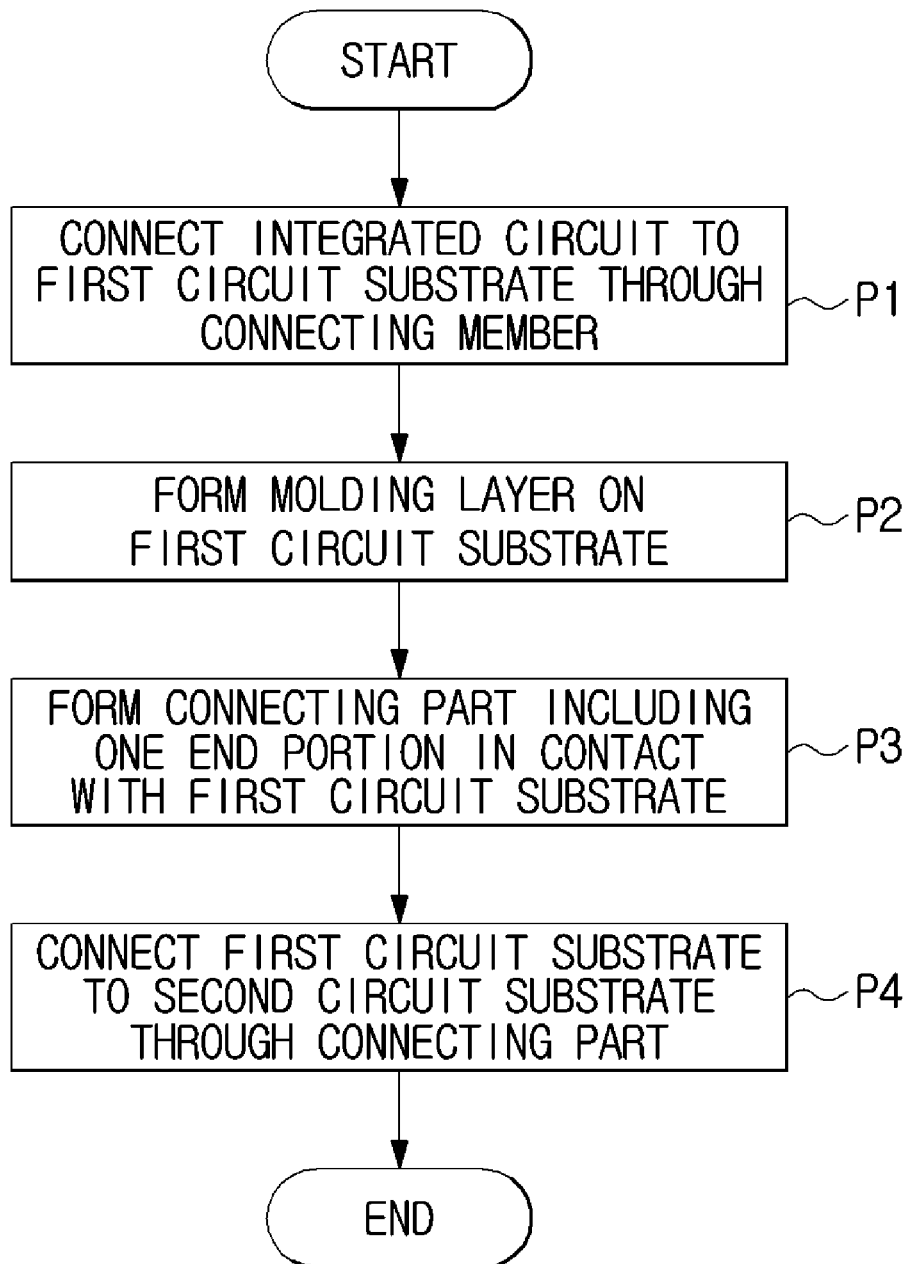 START
CONNECT INTEGRATED CIRCUIT TO
FIRST CIRCUIT SUBSTRATE THROUGH
CONNECTING MEMBER
P1
FORM MOLDING LAYER ON
FIRST CIRCUIT SUBSTRATE
P2
FORM CONNECTING PART INCLUDING
ONE END PORTION IN CONTACT
WITH FIRST CIRCUIT SUBSTRATE
P3
CONNECT FIRST CIRCUIT SUBSTRATE
TO SECOND CIRCUIT SUBSTRATE
THROUGH CONNECTING PART
P4
END